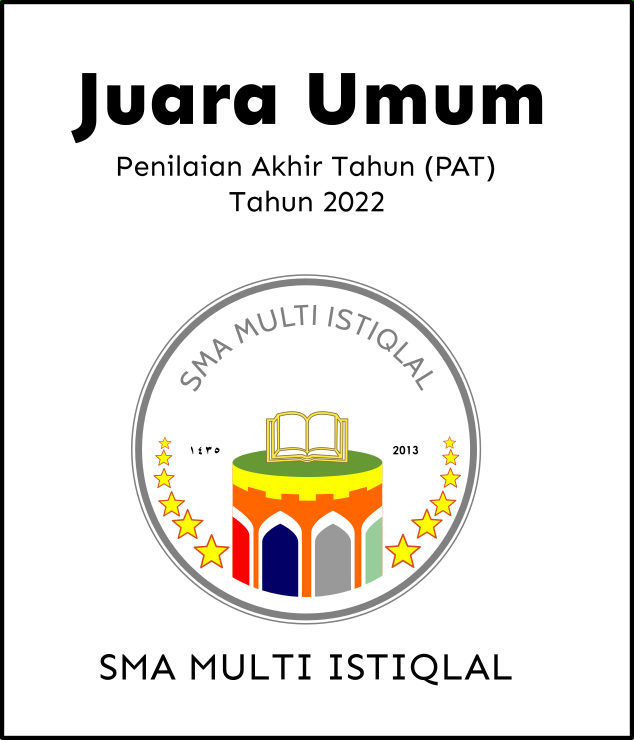 Juara Umum
Penilaian Akhir Tahun (PAT)
Tahun 2022
SMA MULTI ISTIQLAL
١٤٣٥
2013
SMA MULTI ISTIQLAL